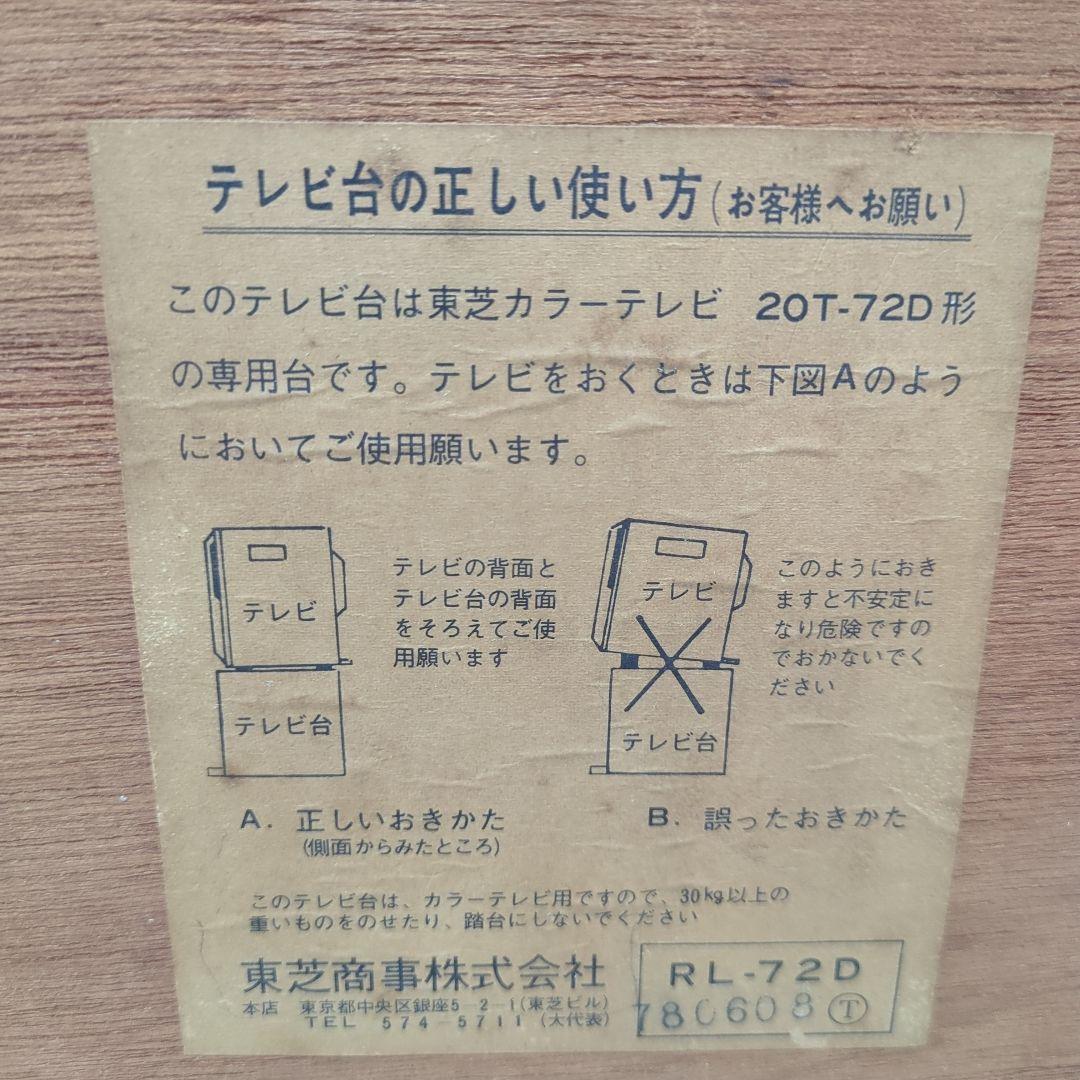 テレビ台の正しい使い方(お客様へお願い)
このテレビ台は東芝カラーテレビ 20T-72D形
の専用台です。テレビをおくときは下図Aのよう
においてご使用願います。
テレビ
テレビ台
テレビの背面と
テレビ台の背面
をそろえてご使
用願います
テレビ
テレビ台
このようにおき
ますと不安定に
なり危険ですの
でおかないでく
ださい
A. 正しいおきかた
(側面からみたところ)
B. 誤ったおきかた
このテレビ台は、カラーテレビ用ですので、30kg以上の
重いものをのせたり、踏台にしないでください
東芝商事株式会社
本店 東京都中央区銀座5-2-1(東芝ビル)
TEL 574-5711 (大代表)
RL-72D
780608 T